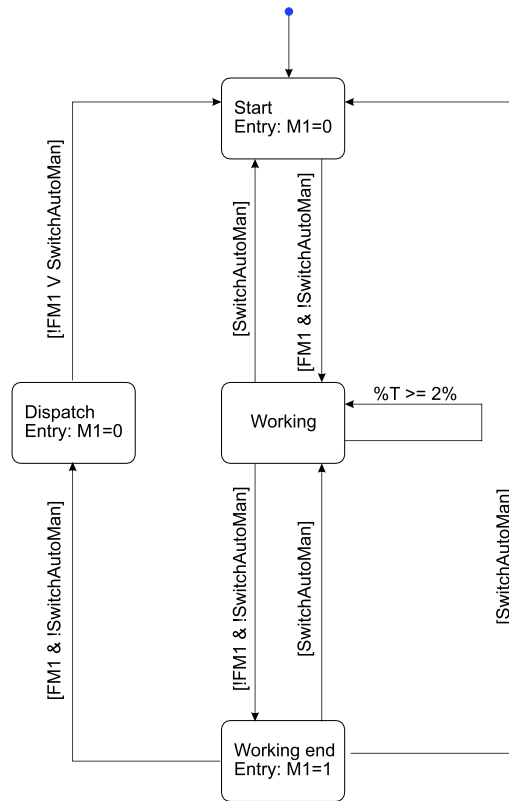 Start
Entry: M1=0
[!FM1 V SwitchAutoMan]
[SwitchAutoMan]
[FM1 & !SwitchAutoMan]
%T >= 2%
Dispatch
Entry: M1=0
Working
[FM1 & !SwitchAutoMan]
[!FM1 & !SwitchAutoMan]
[SwitchAutoMan]
[SwitchAutoMan]
Working end
Entry: M1=1